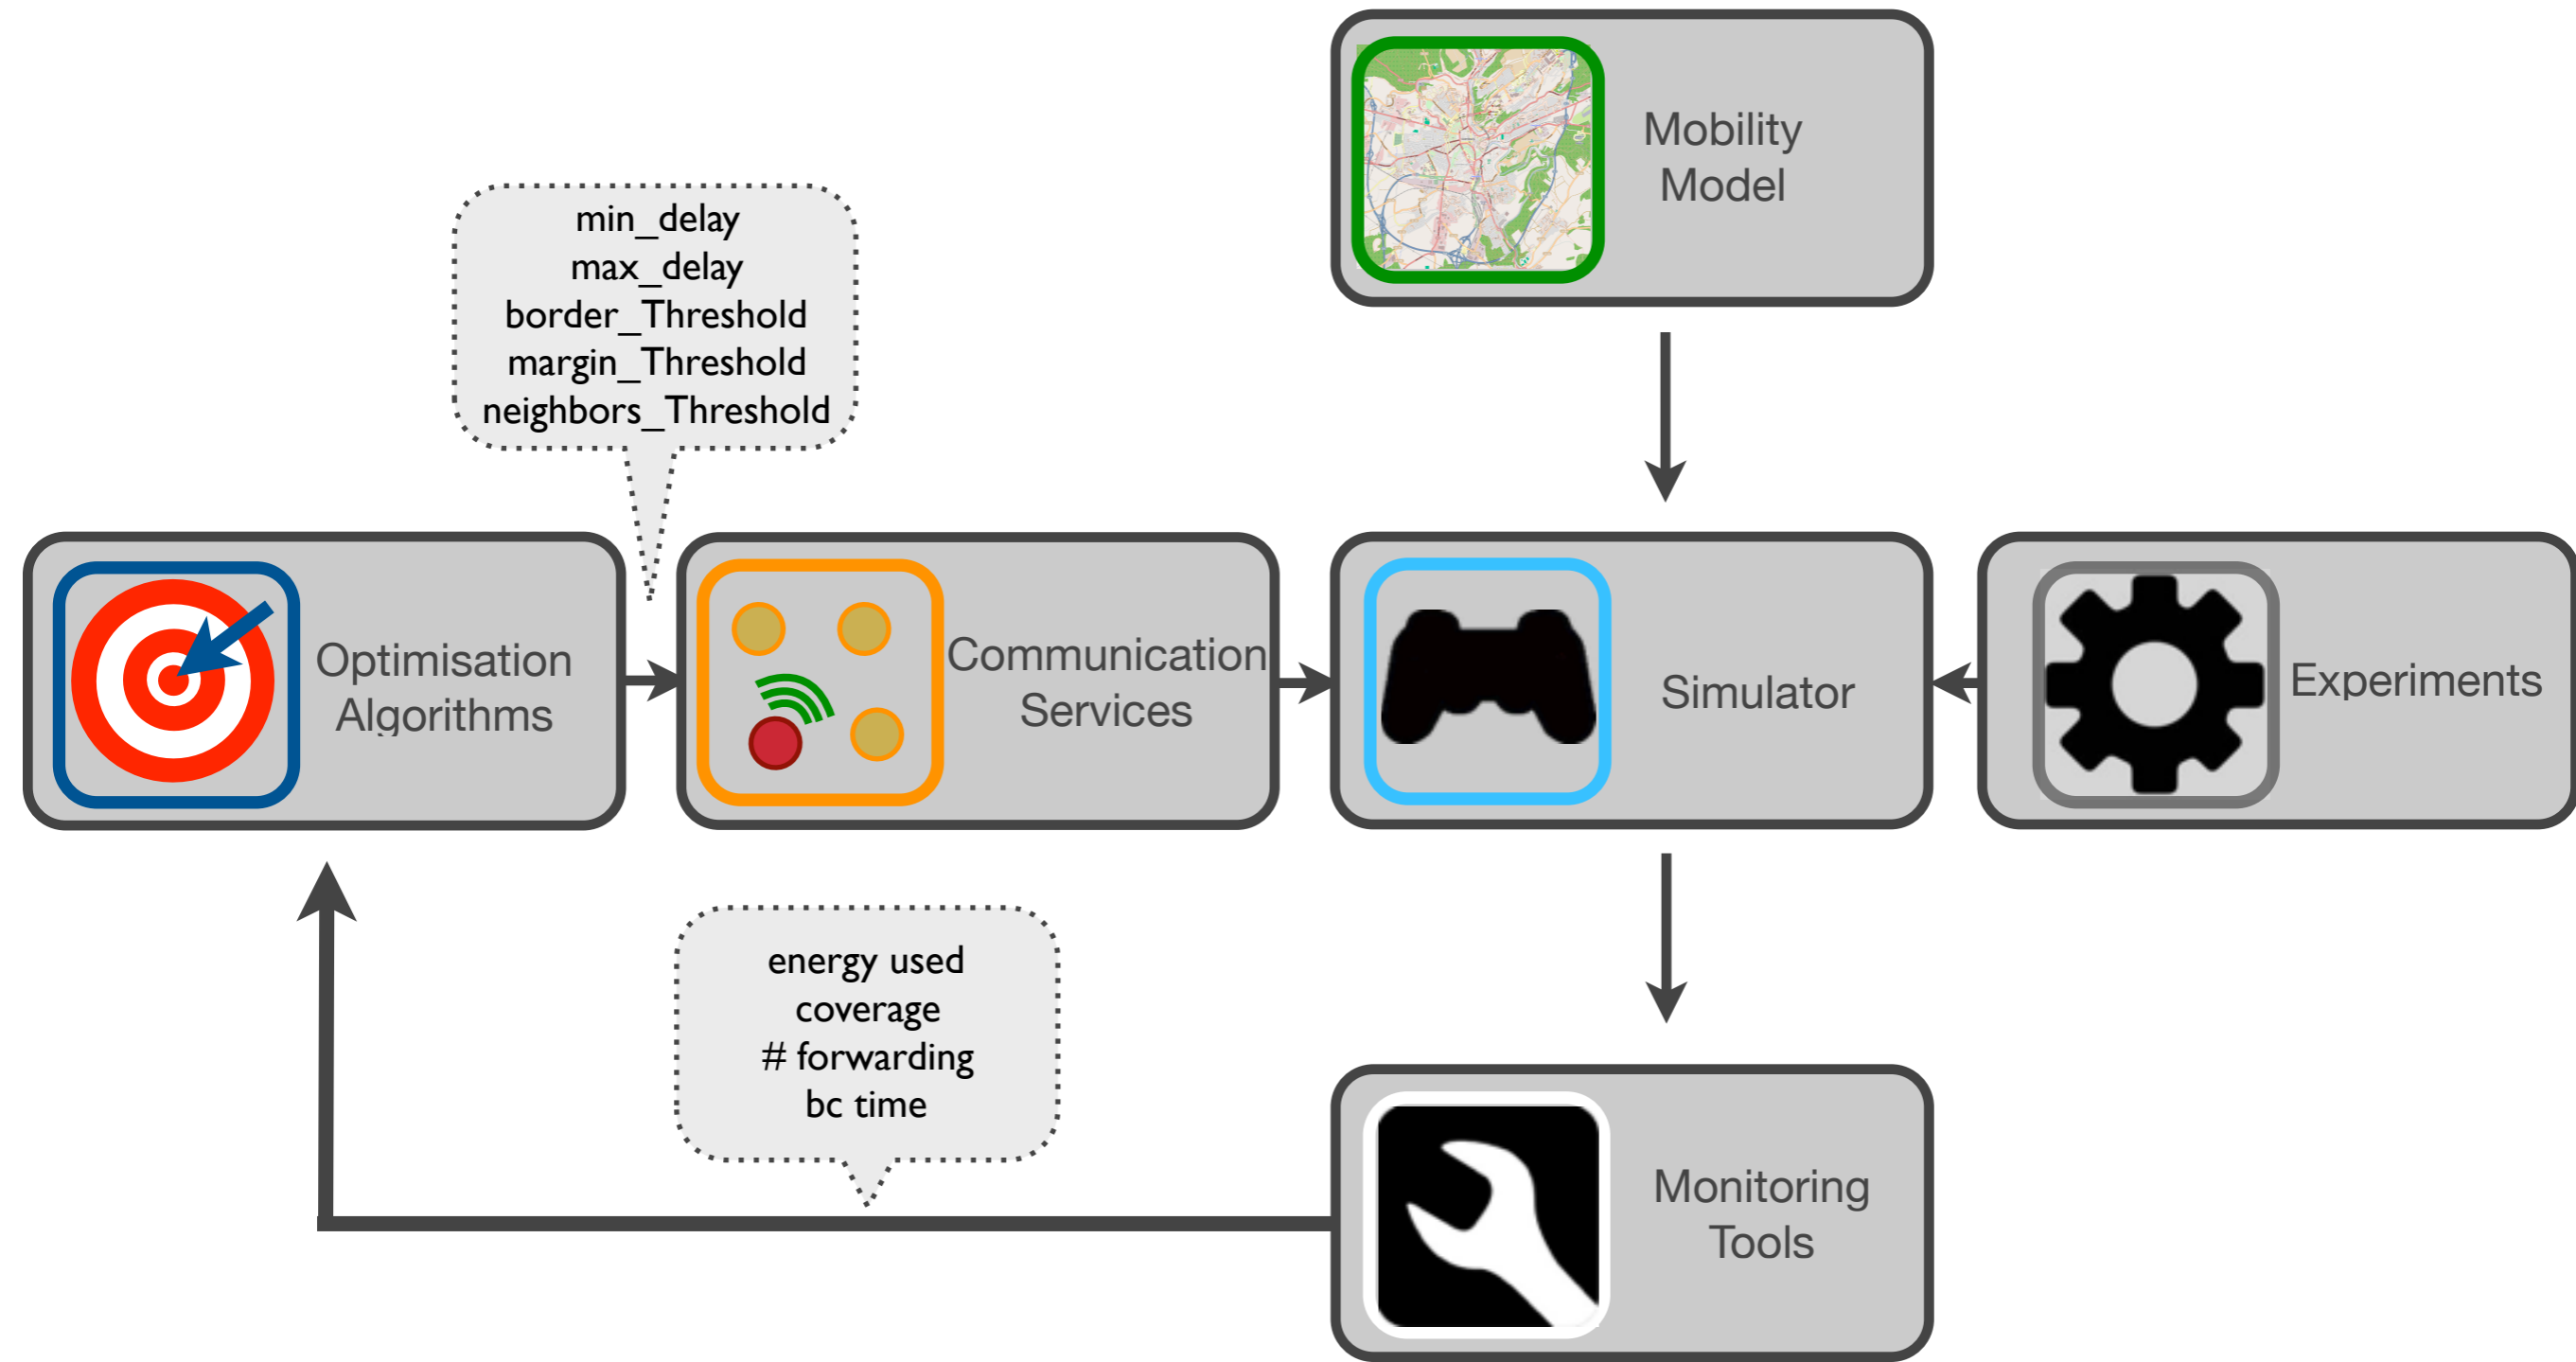 Mobility
Model
min_delay
max_delay
border_Threshold
margin_Threshold
neighbors_Threshold
Optimisation
Algorithms
Communication
Services
Simulator
Experiments
energy used
coverage
# forwarding
bc time
Monitoring
Tools